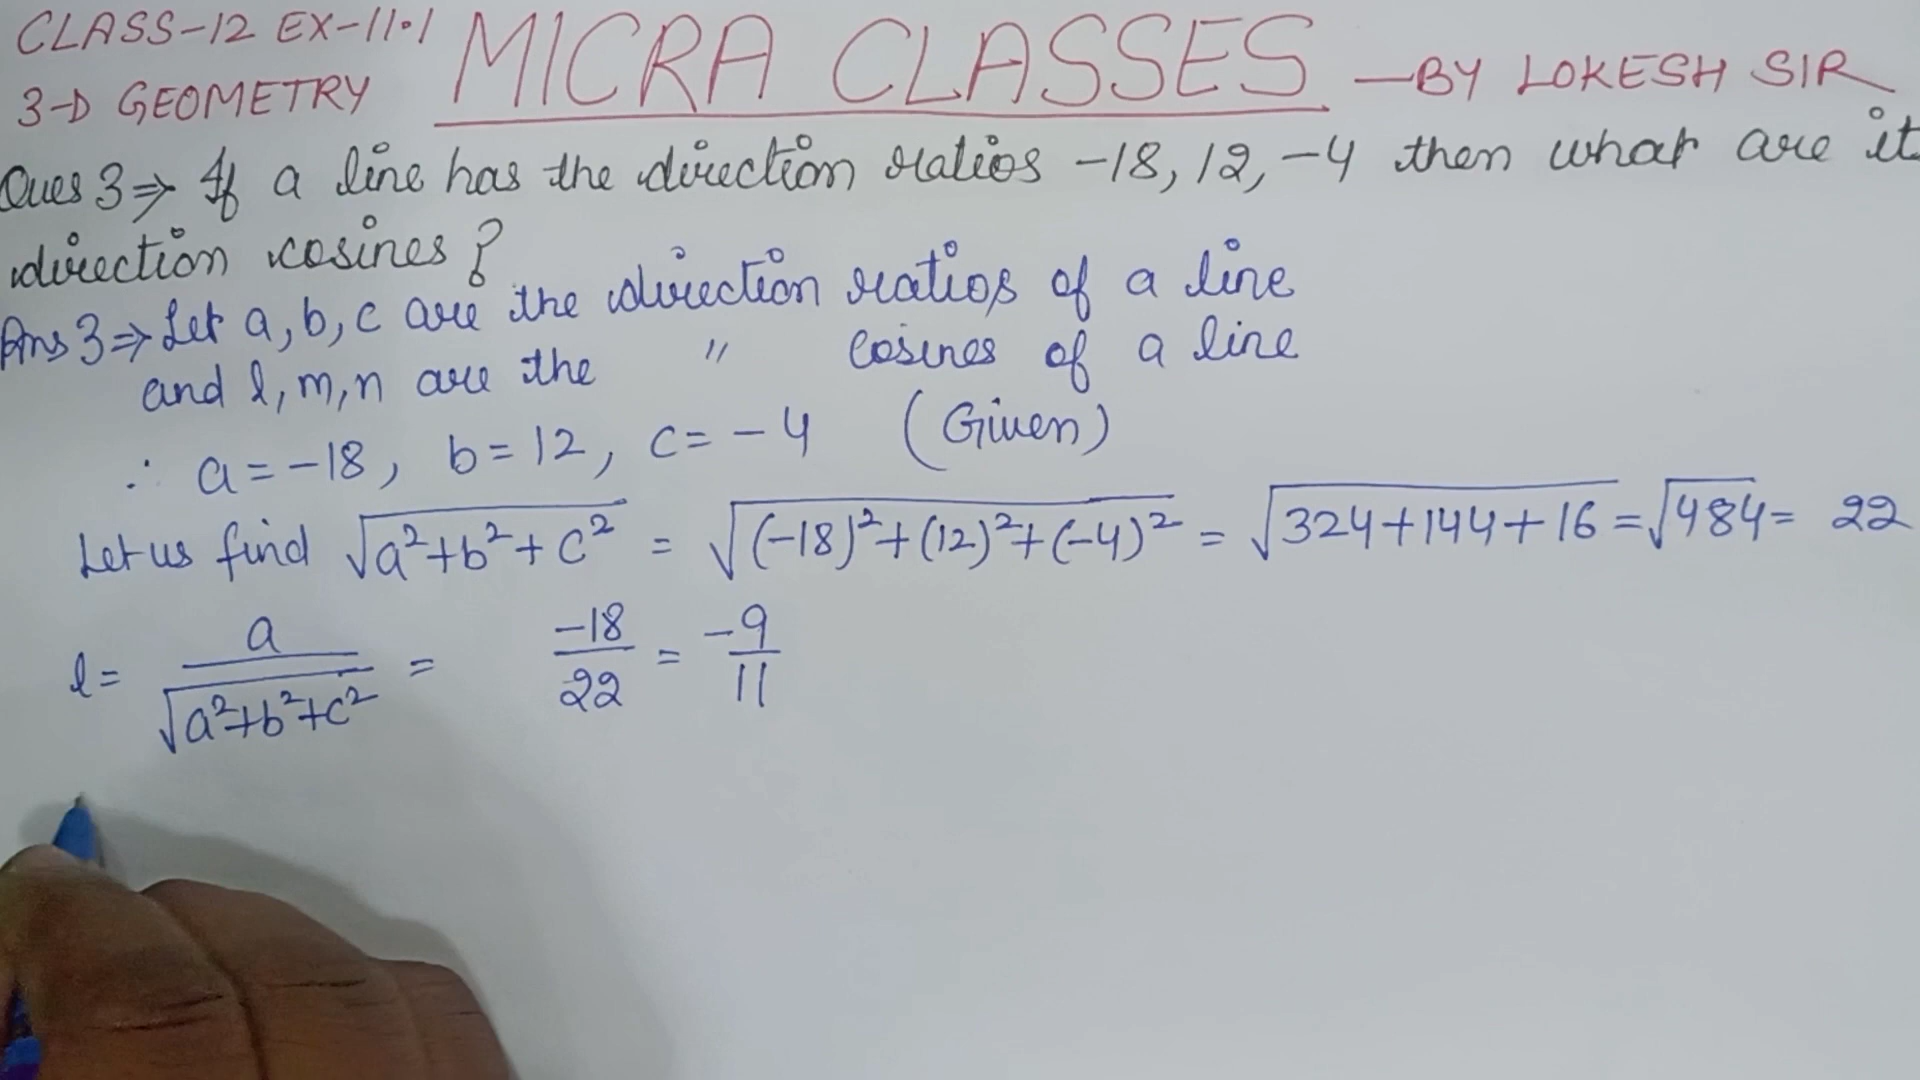 CLASS-12 EX-11.1 MICRA CLASSES -BY LOKESH SIR
3-D GEOMETRY
Ques 3⇒ If a line has the direction ratios -18, 12, -4 then what are it
direction cosines?
Ans 3⇒ Let a, b, c are the direction ratios of a line
and l, m, n are the " Cosines of a line
∴ a = -18, b = 12, c = -4 (Given)
Let us find √a²+b²+c² = √(-18)²+(12)²+(-4)² = √324+144+16 = √484 = 22
l = a/√a²+b²+c² = -18/22 = -9/11